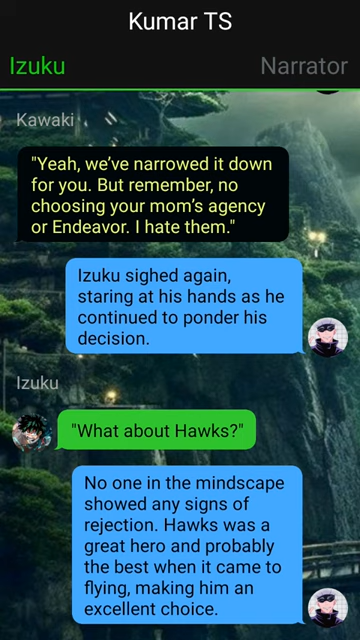 Kumar TS
Izuku
Narrator
Kawaki
"Yeah, we've narrowed it down
for you. But remember, no
choosing your mom's agency
or Endeavor. I hate them."
Izuku sighed again,
staring at his hands as he
continued to ponder his
decision.
Izuku
"What about Hawks?"
No one in the mindscape
showed any signs of
rejection. Hawks was a
great hero and probably
the best when it came to
flying, making him an
excellent choice.